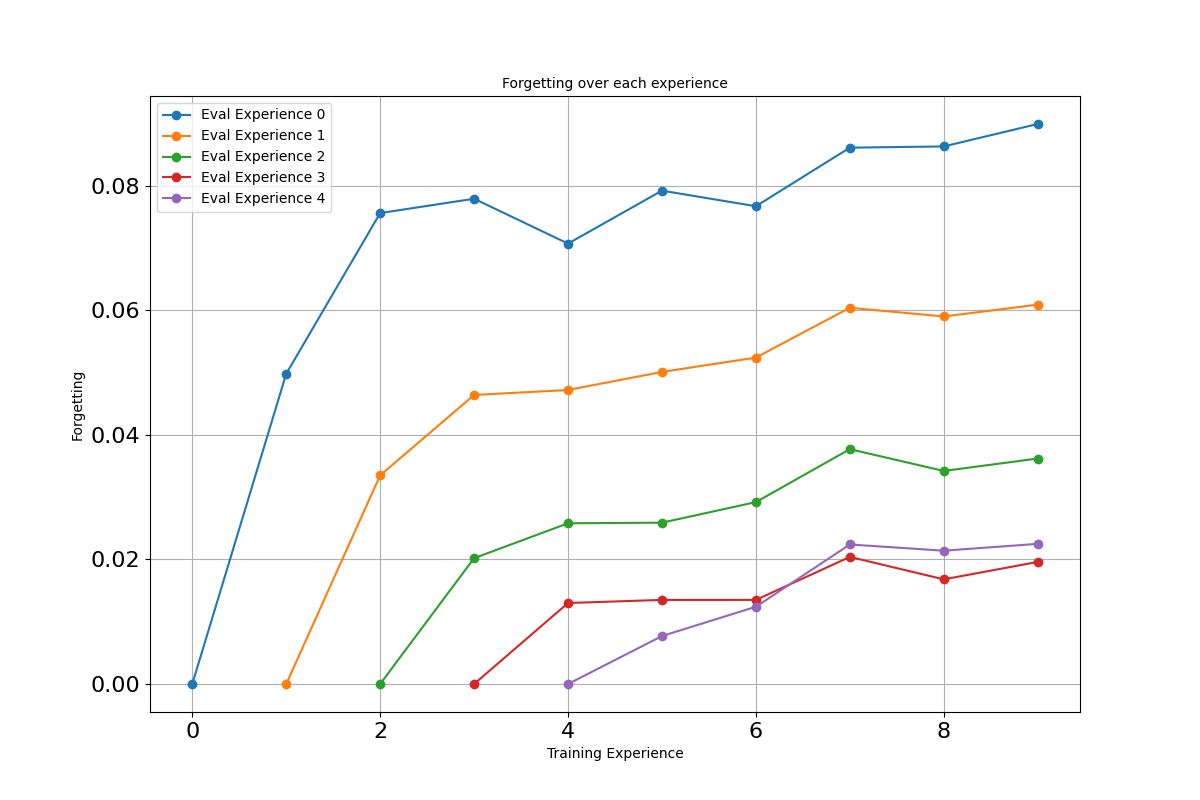 Forgetting over each experience
Eval Experience 0
Eval Experience 1
Eval Experience 2
Eval Experience 3
Eval Experience 4
0.08
0.06
0.04
0.02
0.00
Forgetting
0 2 4 6 8
Training Experience